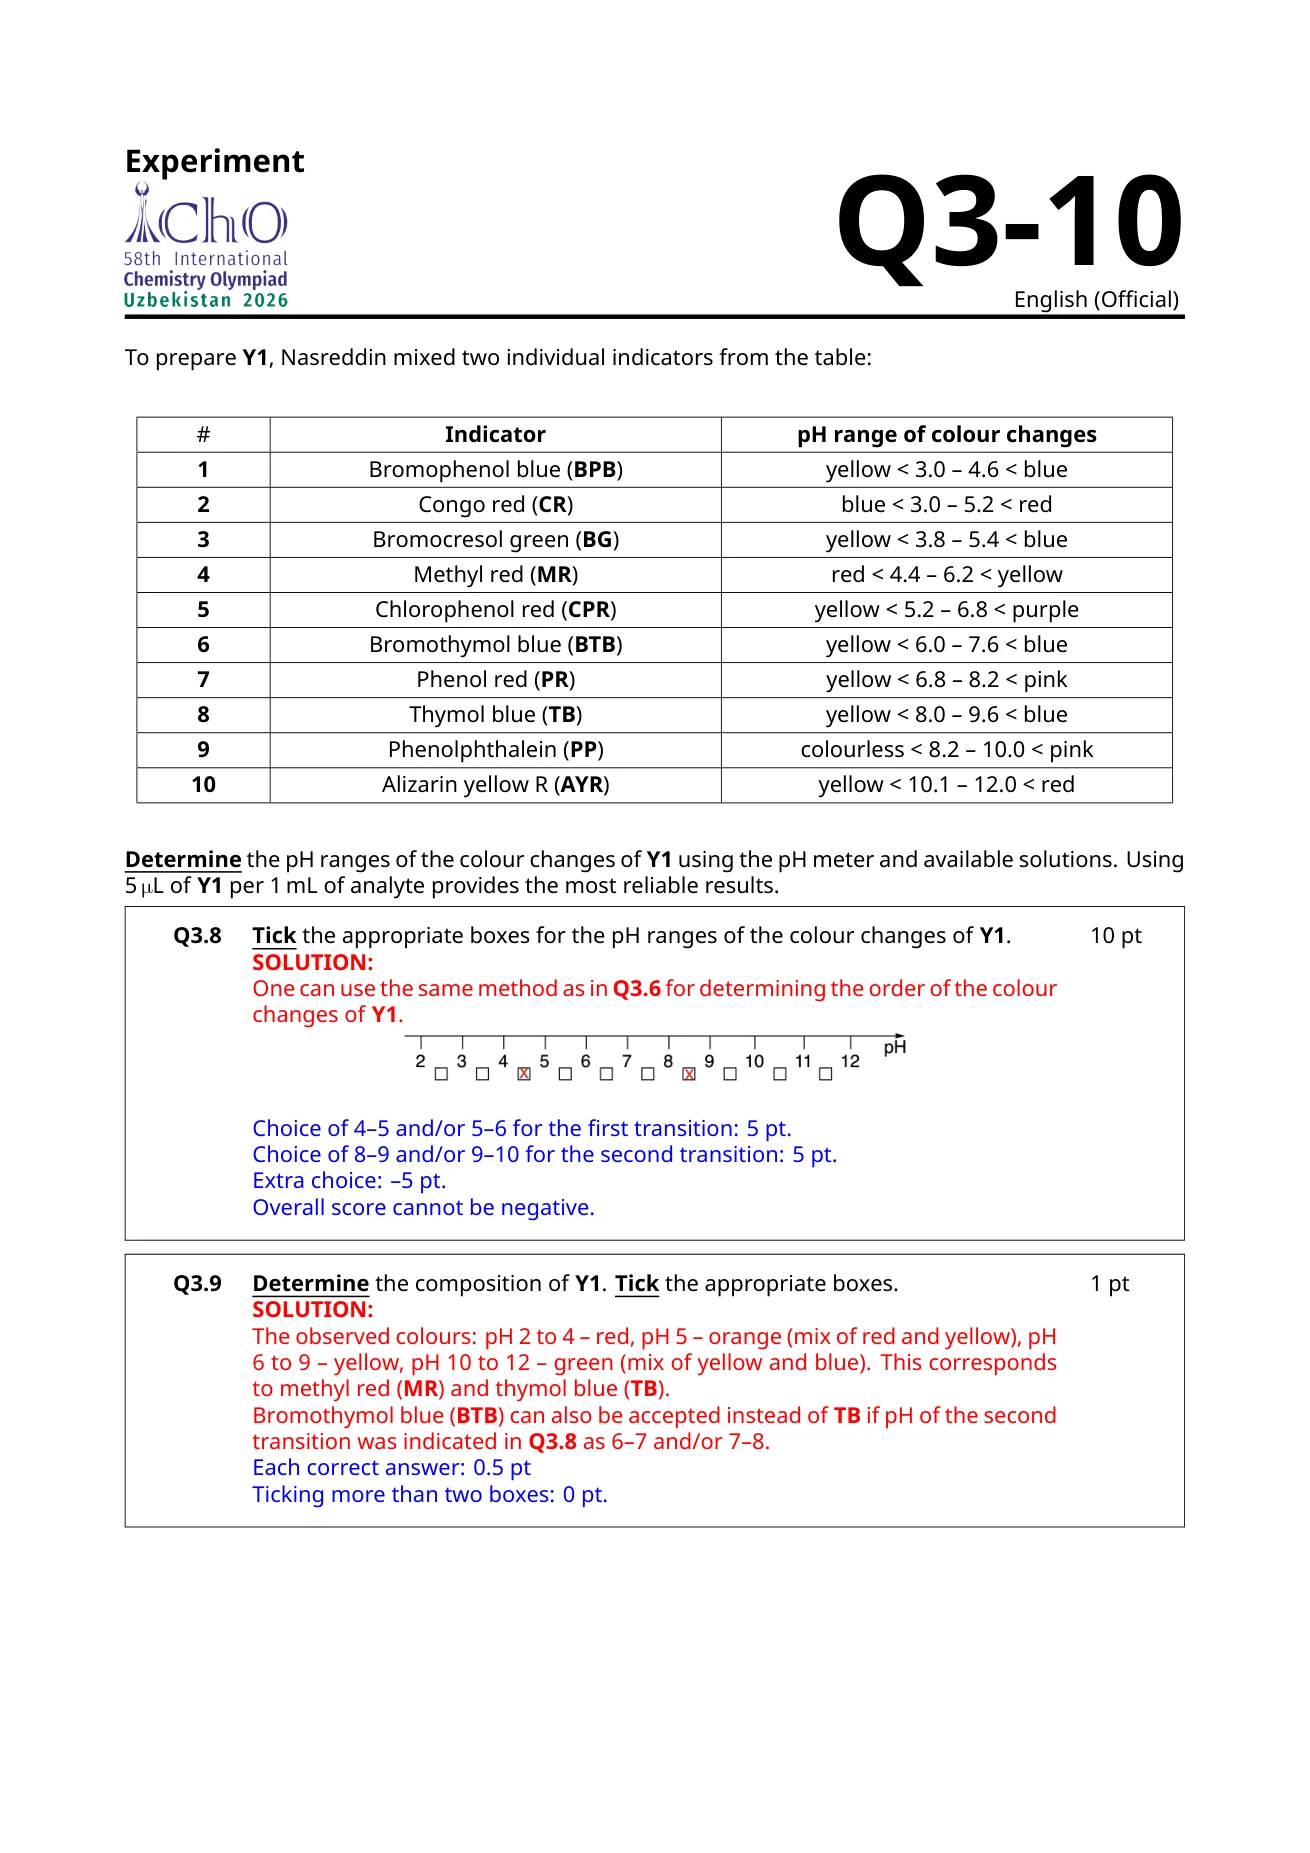 Experiment
IChO
58th International
Chemistry Olympiad
Uzbekistan 2026
Q3-10
English (Official)
To prepare Y1, Nasreddin mixed two individual indicators from the table:
# Indicator pH range of colour changes
1 Bromophenol blue (BPB) yellow < 3.0 – 4.6 < blue
2 Congo red (CR) blue < 3.0 – 5.2 < red
3 Bromocresol green (BG) yellow < 3.8 – 5.4 < blue
4 Methyl red (MR) red < 4.4 – 6.2 < yellow
5 Chlorophenol red (CPR) yellow < 5.2 – 6.8 < purple
6 Bromothymol blue (BTB) yellow < 6.0 – 7.6 < blue
7 Phenol red (PR) yellow < 6.8 – 8.2 < pink
8 Thymol blue (TB) yellow < 8.0 – 9.6 < blue
9 Phenolphthalein (PP) colourless < 8.2 – 10.0 < pink
10 Alizarin yellow R (AYR) yellow < 10.1 – 12.0 < red
Determine the pH ranges of the colour changes of Y1 using the pH meter and available solutions. Using
5 µL of Y1 per 1 mL of analyte provides the most reliable results.
Q3.8 Tick the appropriate boxes for the pH ranges of the colour changes of Y1. 10 pt
SOLUTION:
One can use the same method as in Q3.6 for determining the order of the colour
changes of Y1.
2 3 4 5 6 7 8 9 10 11 12 pH
☐ ☐ ☒ ☐ ☐ ☐ ☒ ☐ ☐ ☐
Choice of 4–5 and/or 5–6 for the first transition: 5 pt.
Choice of 8–9 and/or 9–10 for the second transition: 5 pt.
Extra choice: –5 pt.
Overall score cannot be negative.
Q3.9 Determine the composition of Y1. Tick the appropriate boxes. 1 pt
SOLUTION:
The observed colours: pH 2 to 4 – red, pH 5 – orange (mix of red and yellow), pH
6 to 9 – yellow, pH 10 to 12 – green (mix of yellow and blue). This corresponds
to methyl red (MR) and thymol blue (TB).
Bromothymol blue (BTB) can also be accepted instead of TB if pH of the second
transition was indicated in Q3.8 as 6–7 and/or 7–8.
Each correct answer: 0.5 pt
Ticking more than two boxes: 0 pt.